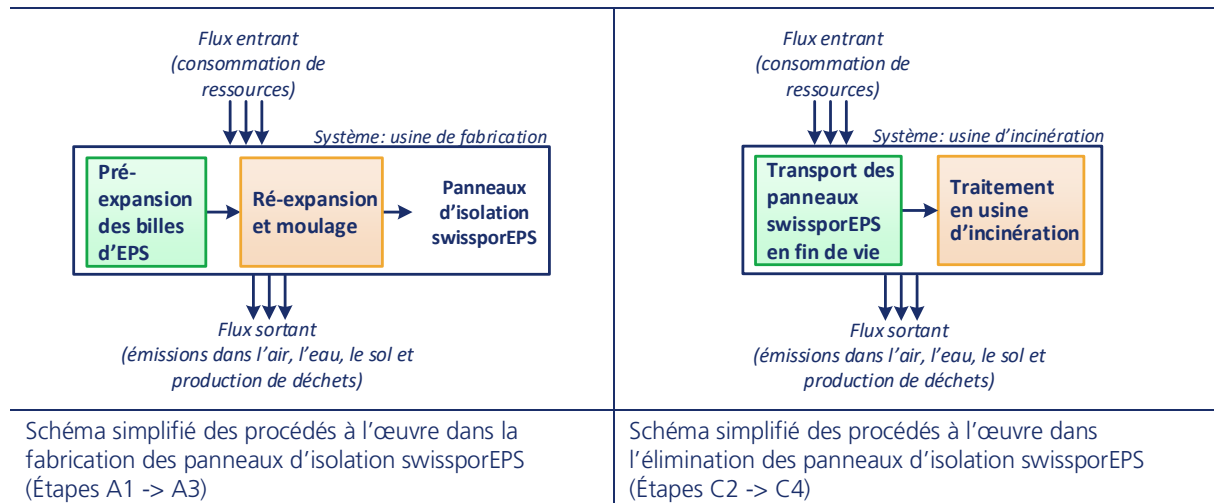 Flux entrant
(consommation de
ressources)
Système: usine de fabrication
Pré-
expansion
des billes
d'EPS
Ré-expansion
et moulage
Panneaux
d'isolation
swissporEPS
Flux sortant
(émissions dans l'air, l'eau, le sol et
production de déchets)
Schéma simplifié des procédés à l'œuvre dans la
fabrication des panneaux d'isolation swissporEPS
(Étapes A1 -> A3)
Flux entrant
(consommation de
ressources)
Système: usine d'incinération
Transport des
panneaux
swissporEPS
en fin de vie
Traitement
en usine
d'incinération
Flux sortant
(émissions dans l'air, l'eau, le sol et
production de déchets)
Schéma simplifié des procédés à l'œuvre dans
l'élimination des panneaux d'isolation swissporEPS
(Étapes C2 -> C4)